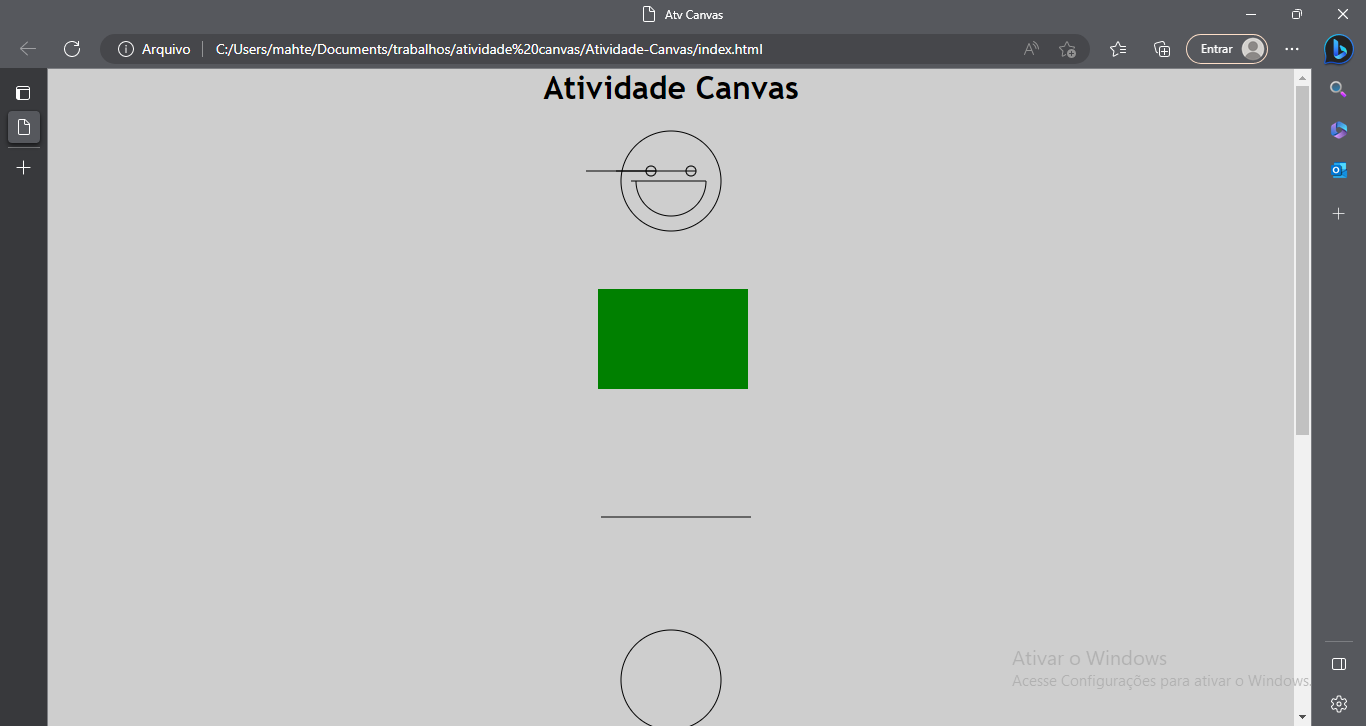 Atv Canvas
Arquivo
C:/Users/mahte/Documents/trabalhos/atividade%20canvas/Atividade-Canvas/index.html
Entrar
Atividade Canvas
Ativar o Windows
Acesse Configurações para ativar o Windows.